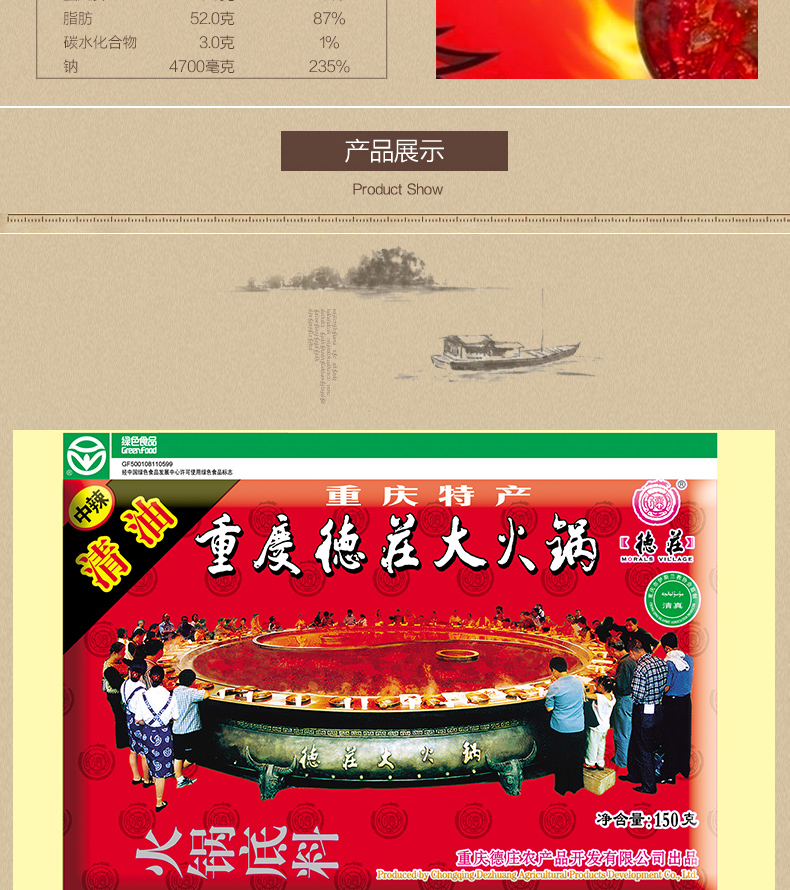 脂肪 52.0克 87%
碳水化合物 3.0克 1%
钠 4700毫克 235%
产品展示
Product Show
绿色食品
GreenFood
GF500108110599
经中国绿色食品发展中心许可使用绿色食品标志
中辣
清油
重庆特产
重慶德莊大火锅
德莊
MORALS VILLAGE
清真
德莊大火锅
净含量:150克
火锅底料
重庆德庄农产品开发有限公司出品
Produced by Chongqing Dezhuang Agricultural Products Development Co., Ltd.